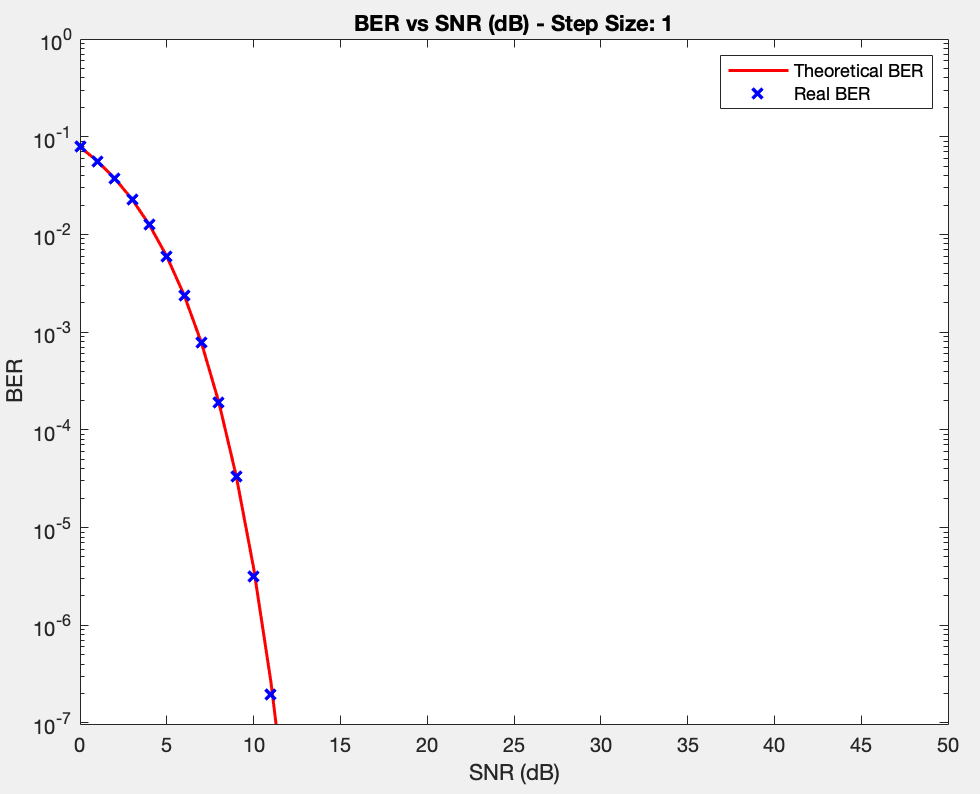 BER vs SNR (dB) - Step Size: 1
Theoretical BER
Real BER
BER
10^0
10^-1
10^-2
10^-3
10^-4
10^-5
10^-6
10^-7
0 5 10 15 20 25 30 35 40 45 50
SNR (dB)